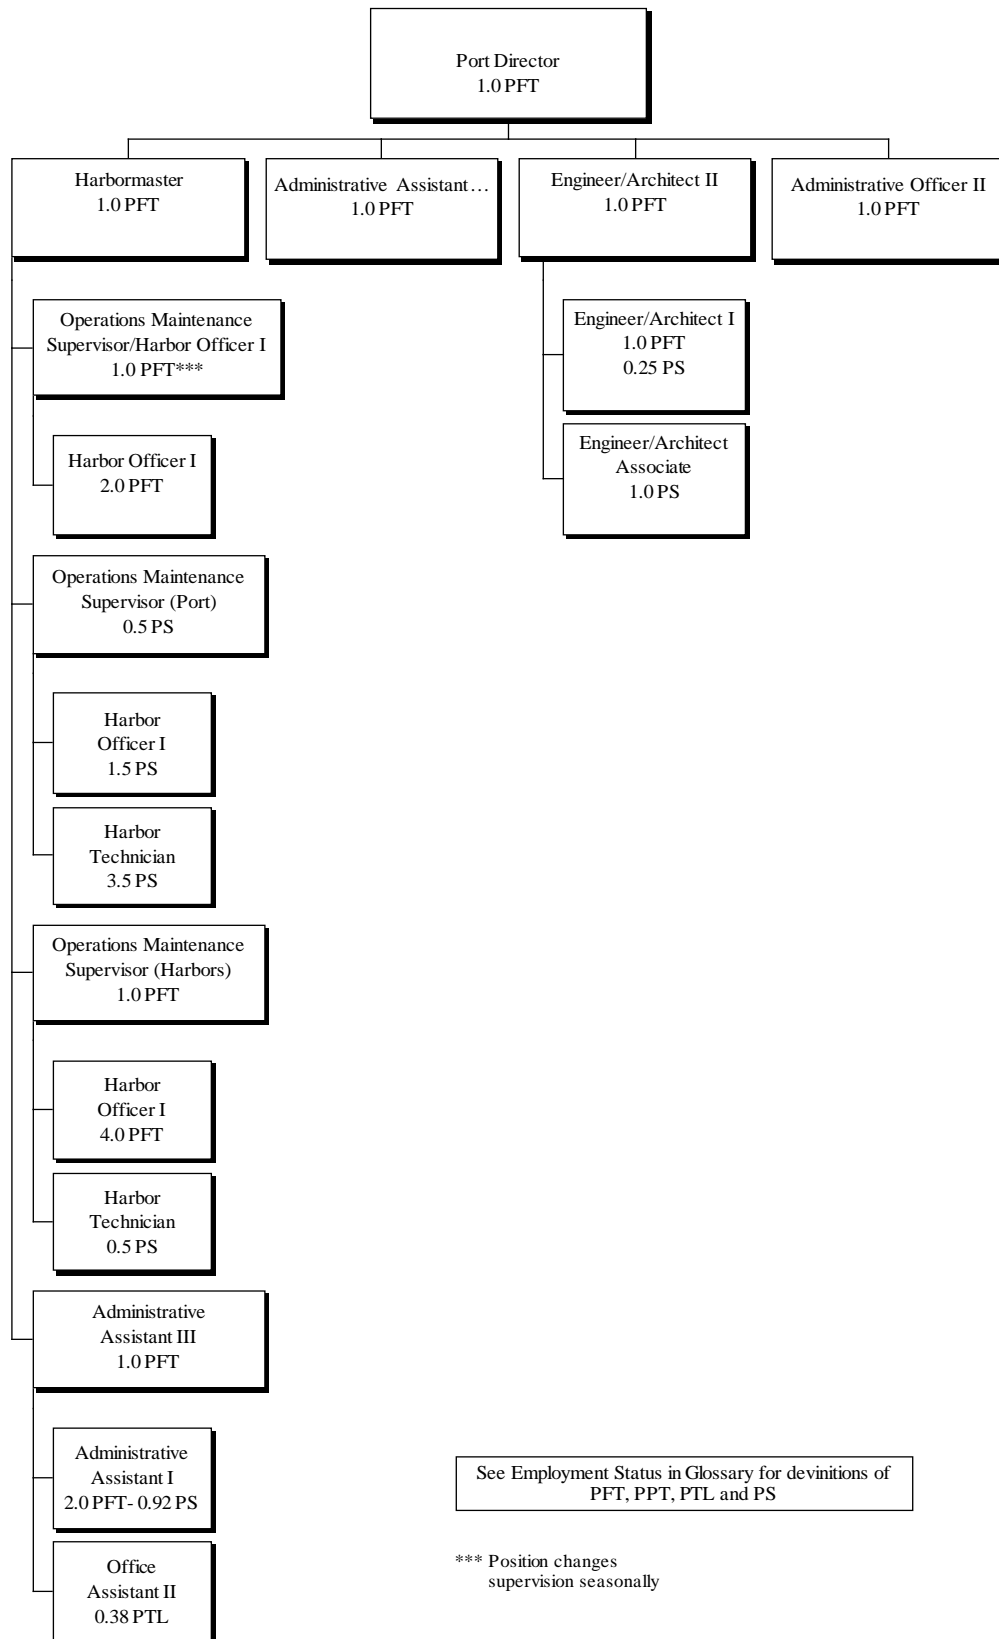 Port Director
1.0 PFT
Harbormaster
1.0 PFT
Administrative Assistant…
1.0 PFT
Engineer/Architect II
1.0 PFT
Administrative Officer II
1.0 PFT
Operations Maintenance
Supervisor/Harbor Officer I
1.0 PFT***
Harbor Officer I
2.0 PFT
Engineer/Architect I
1.0 PFT
0.25 PS
Engineer/Architect
Associate
1.0 PS
Operations Maintenance
Supervisor (Port)
0.5 PS
Harbor
Officer I
1.5 PS
Harbor
Technician
3.5 PS
Operations Maintenance
Supervisor (Harbors)
1.0 PFT
Harbor
Officer I
4.0 PFT
Harbor
Technician
0.5 PS
Administrative
Assistant III
1.0 PFT
Administrative
Assistant I
2.0 PFT- 0.92 PS
Office
Assistant II
0.38 PTL
See Employment Status in Glossary for devinitions of
PFT, PPT, PTL and PS
*** Position changes
supervision seasonally